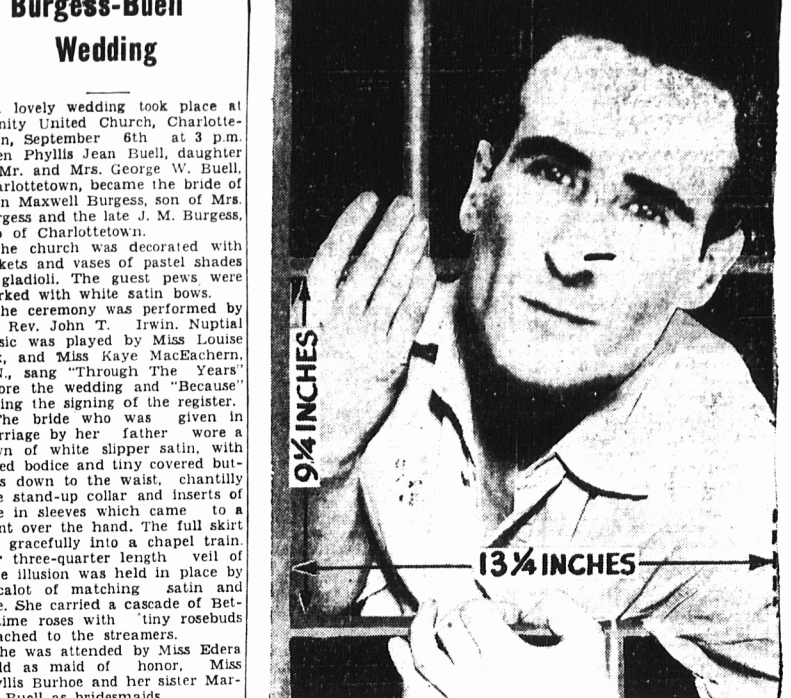 Burgess-Buell
Wedding
lovely wedding took place at
nity United Church, Charlotte-
n, September 6th at 3 p.m.
en Phyllis Jean Buell, daughter
Mr. and Mrs. George W. Buell,
arlottetown, became the bride of
n Maxwell Burgess, son of Mrs.
rgess and the late J. M. Burgess,
o of Charlottetown.
he church was decorated with
kets and vases of pastel shades
gladioli. The guest pews were
rked with white satin bows.
he ceremony was performed by
Rev. John T. Irwin. Nuptial
sic was played by Miss Louise
, and Miss Kaye MacEachern,
N., sang "Through The Years"
ore the wedding and "Because"
ing the signing of the register.
The bride who was given in
rriage by her father wore a
wn of white slipper satin, with
ed bodice and tiny covered but-
s down to the waist, chantilly
e stand-up collar and inserts of
e in sleeves which came to a
nt over the hand. The full skirt
gracefully into a chapel train.
three-quarter length veil of
e illusion was held in place by
calot of matching satin and
e. She carried a cascade of Bet-
time roses with tiny rosebuds
ached to the streamers.
he was attended by Miss Edera
ld as maid of honor, Miss
yllis Burhoe and her sister Mar-
Buell as bridesmaids
9¼ INCHES
13¼ INCHES